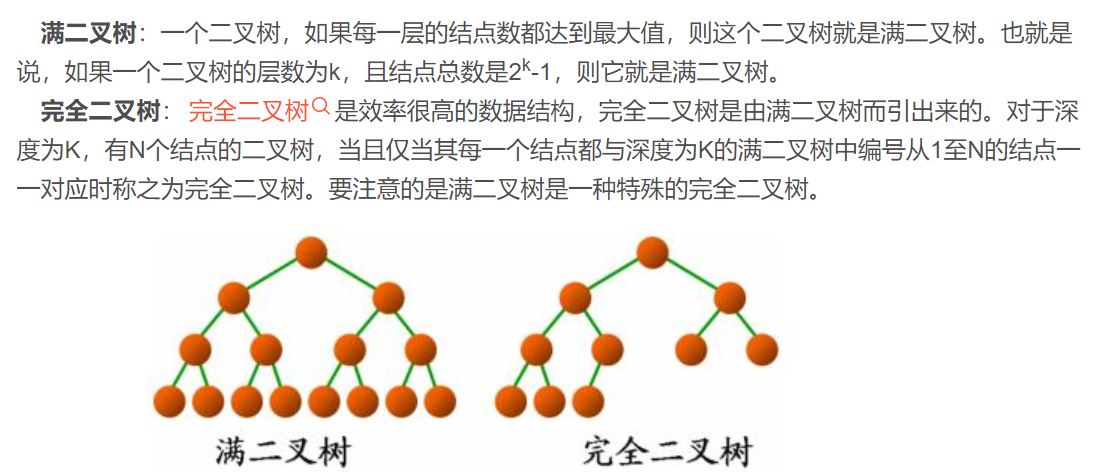 满二叉树：一个二叉树，如果每一层的结点数都达到最大值，则这个二叉树就是满二叉树。也就是
说，如果一个二叉树的层数为k，且结点总数是2ᵏ-1，则它就是满二叉树。
完全二叉树： 完全二叉树是效率很高的数据结构，完全二叉树是由满二叉树而引出来的。对于深
度为K，有N个结点的二叉树，当且仅当其每一个结点都与深度为K的满二叉树中编号从1至N的结点一
一对应时称之为完全二叉树。要注意的是满二叉树是一种特殊的完全二叉树。
满二叉树
完全二叉树